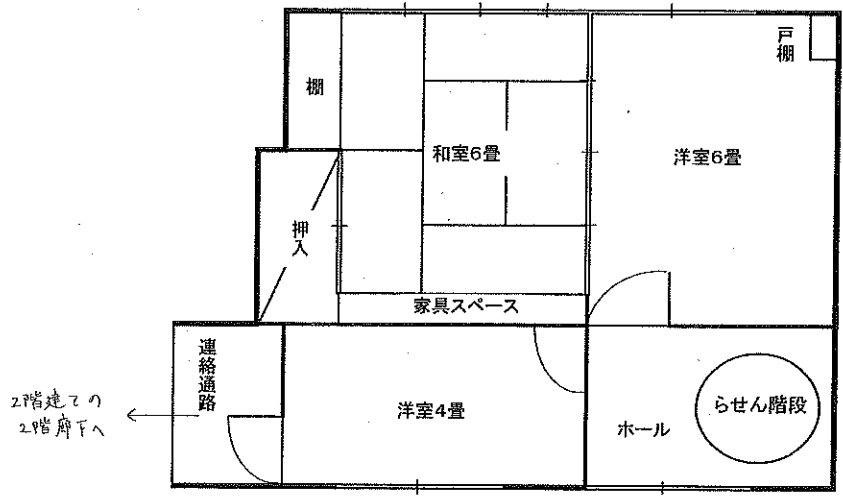 戸棚
棚
和室6畳
洋室6畳
押入
家具スペース
連絡通路
洋室4畳
らせん階段
ホール
2階建ての
2階廊下へ